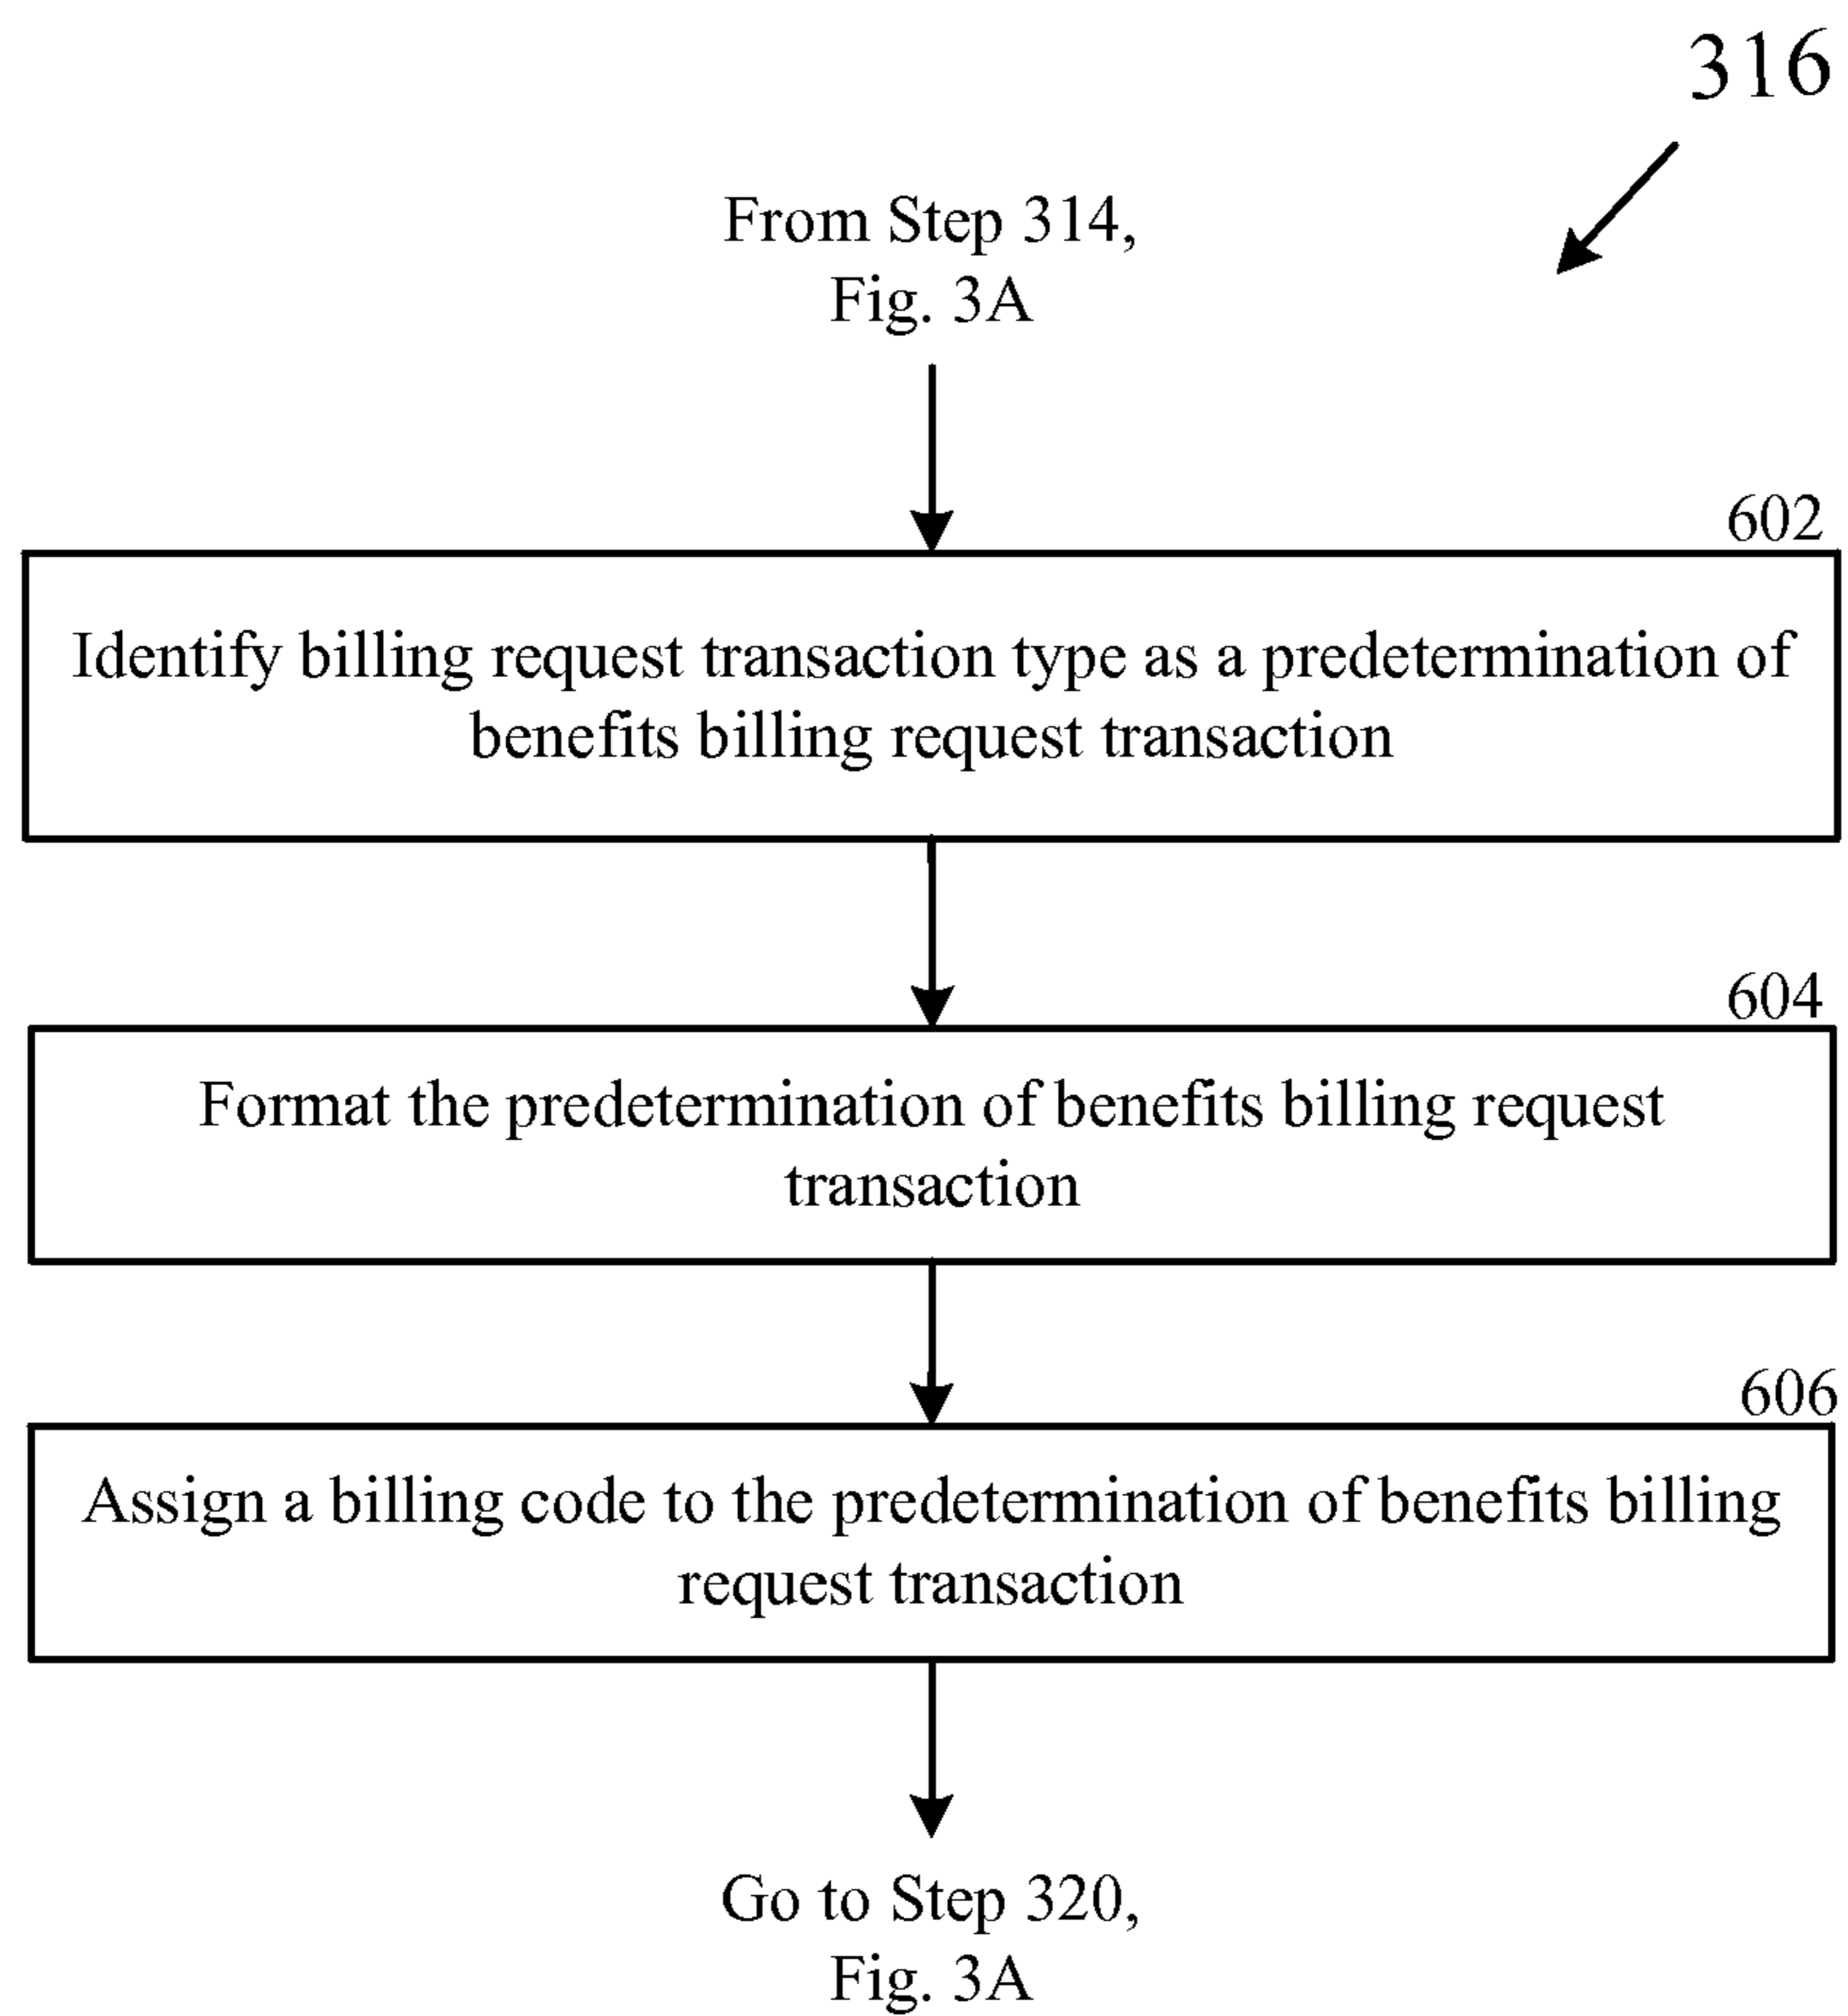 316
From Step 314,
Fig. 3A
602
Identify billing request transaction type as a predetermination of
benefits billing request transaction
604
Format the predetermination of benefits billing request
transaction
606
Assign a billing code to the predetermination of benefits billing
request transaction
Go to Step 320,
Fig. 3A